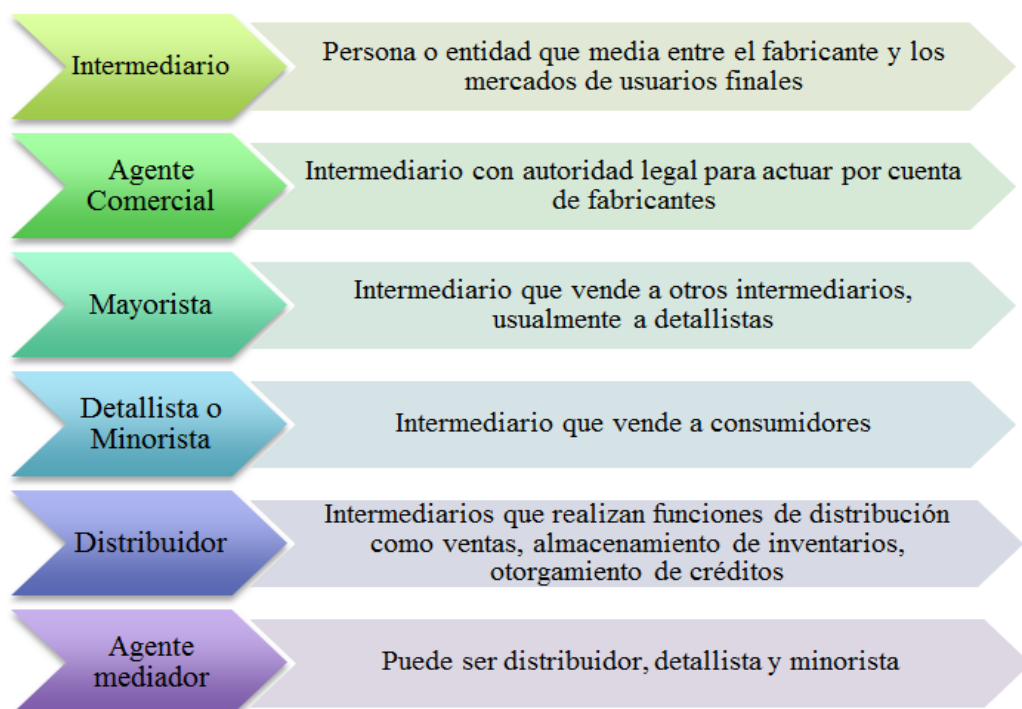 Intermediario
Persona o entidad que media entre el fabricante y los
mercados de usuarios finales
Agente
Comercial
Intermediario con autoridad legal para actuar por cuenta
de fabricantes
Mayorista
Intermediario que vende a otros intermediarios,
usualmente a detallistas
Detallista o
Minorista
Intermediario que vende a consumidores
Distribuidor
Intermediarios que realizan funciones de distribución
como ventas, almacenamiento de inventarios,
otorgamiento de créditos
Agente
mediador
Puede ser distribuidor, detallista y minorista